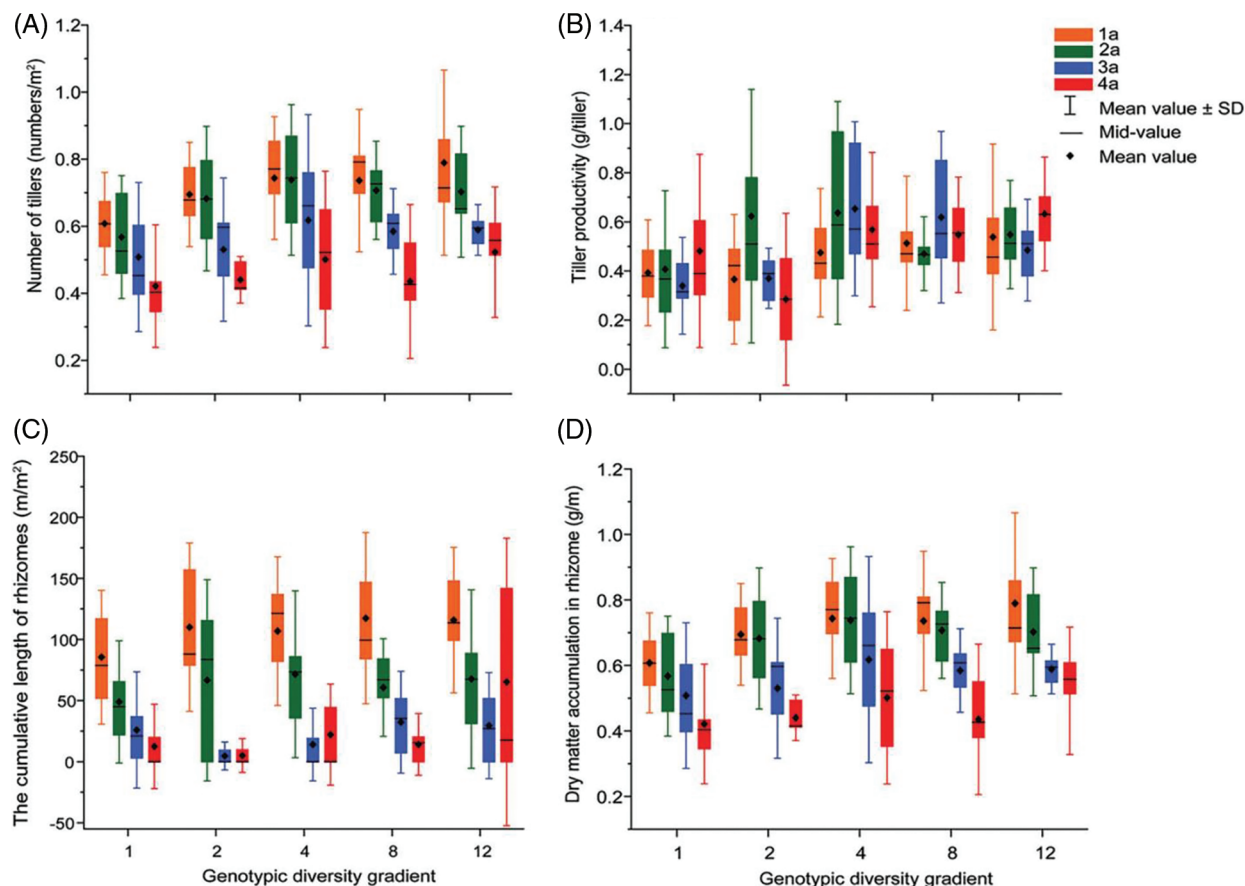 (A)
Number of tillers (numbers/m²)
1.2
1.0
0.8
0.6
0.4
0.2
(B)
Tiller productivity (g/tiller)
1.4
1.2
1.0
0.8
0.6
0.4
0.2
0.0
1a
2a
3a
4a
Mean value ± SD
Mid-value
Mean value
(C)
The cumulative length of rhizomes (m/m²)
250
200
150
100
50
0
-50
1 2 4 8 12
Genotypic diversity gradient
(D)
Dry matter accumulation in rhizome (g/m)
1.2
1.0
0.8
0.6
0.4
0.2
1 2 4 8 12
Genotypic diversity gradient